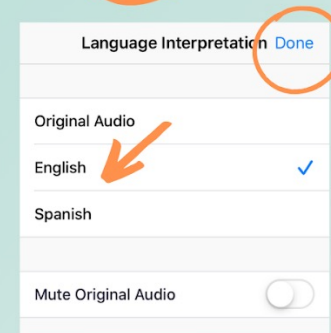 Language Interpretation Done
Original Audio
English
Spanish
Mute Original Audio